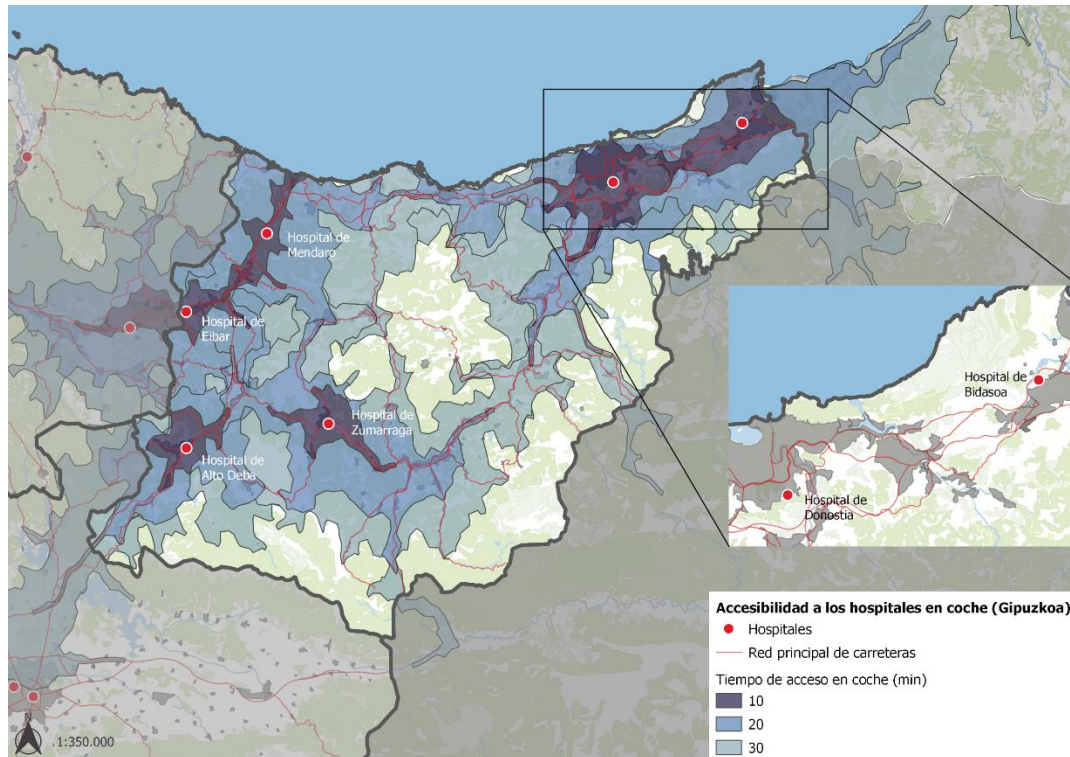 Hospital de
Mendaro
Hospital de
Eibar
Hospital de
Zumarraga
Hospital de
Alto Deba
Hospital de
Bidasoa
Hospital de
Donostia
Accesibilidad a los hospitales en coche (Gipuzkoa)
Hospitales
Red principal de carreteras
Tiempo de acceso en coche (min)
10
20
30
1:350.000